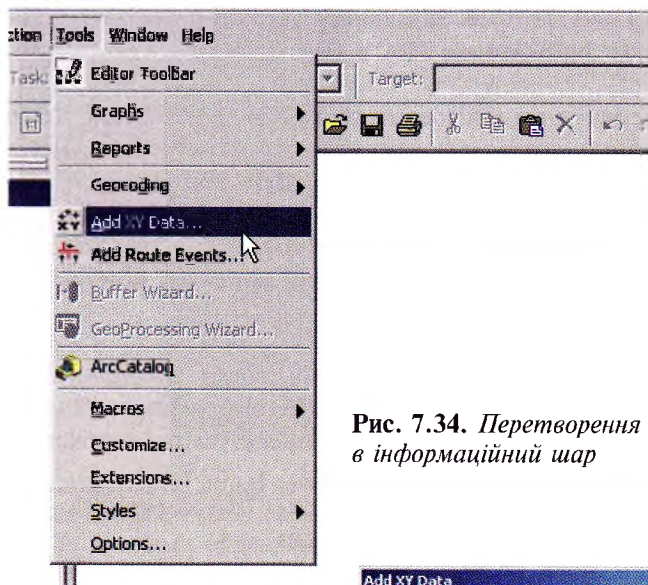 ction Tools Window Help
Task:
Editor Toolbar
Target:
Graphs
Reports
Geocoding
Add XY Data...
Add Route Events...
Buffer Wizard...
GeoProcessing Wizard...
ArcCatalog
Macros
Customize...
Extensions...
Styles
Options...
Рис. 7.34. Перетворення
в інформаційний шар
Add XY Data